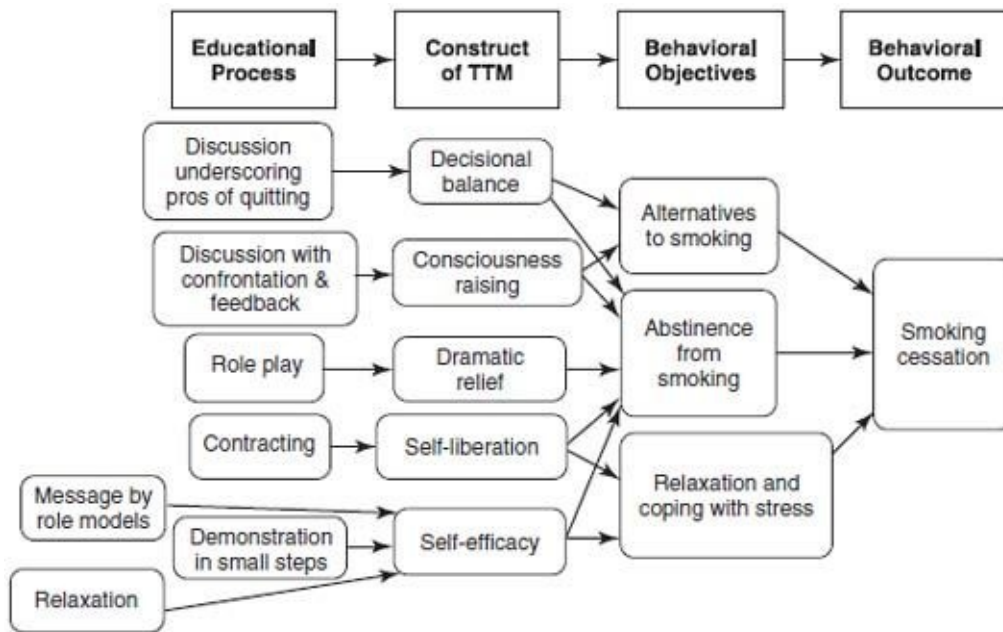 Educational
Process
Construct
of TTM
Behavioral
Objectives
Behavioral
Outcome
Discussion
underscoring
pros of quitting
Decisional
balance
Alternatives
to smoking
Discussion with
confrontation &
feedback
Consciousness
raising
Abstinence
from
smoking
Smoking
cessation
Role play
Dramatic
relief
Contracting
Self-liberation
Relaxation and
coping with stress
Message by
role models
Demonstration
in small steps
Self-efficacy
Relaxation